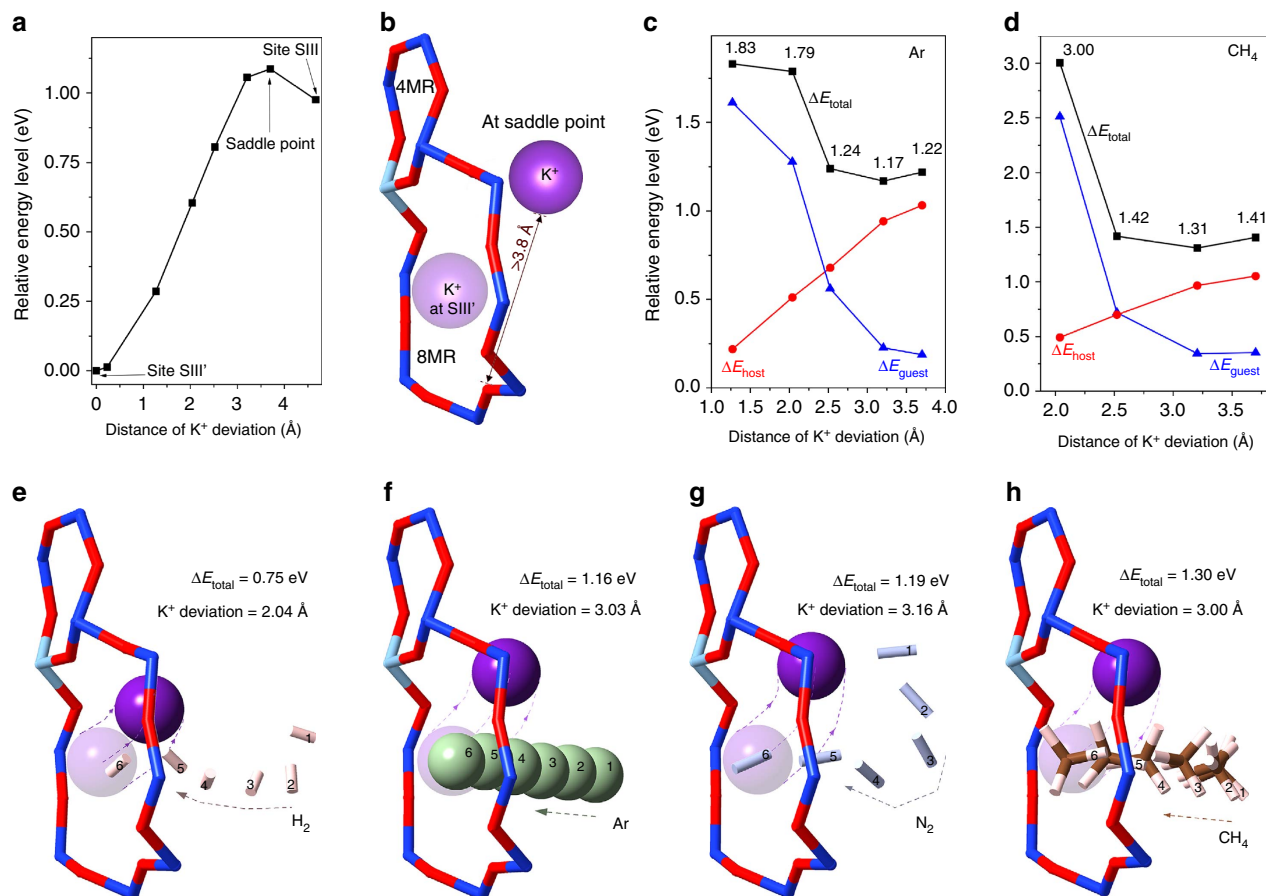 a
Relative energy level (eV)
1.00
0.75
0.50
0.25
0.00
0
1
2
3
4
Distance of K⁺ deviation (Å)
Site SIII
Saddle point
Site SIII'
b
4MR
At saddle point
K⁺
>3.8 Å
K⁺
at SIII'
8MR
c
Relative energy level (eV)
1.5
1.0
0.5
0.0
1.0
1.5
2.0
2.5
3.0
3.5
4.0
Distance of K⁺ deviation (Å)
Ar
1.83
1.79
ΔE_total
1.24
1.17
1.22
ΔE_host
ΔE_guest
d
3.0
2.5
2.0
1.5
1.0
0.5
0.0
2.0
2.5
3.0
3.5
Distance of K⁺ deviation (Å)
CH₄
3.00
ΔE_total
1.42
1.31
1.41
ΔE_host
ΔE_guest
e
ΔE_total = 0.75 eV
K⁺ deviation = 2.04 Å
1
2
3
4
5
6
H₂
f
ΔE_total = 1.16 eV
K⁺ deviation = 3.03 Å
6
5
4
3
2
1
Ar
g
ΔE_total = 1.19 eV
K⁺ deviation = 3.16 Å
1
2
3
4
5
6
N₂
h
ΔE_total = 1.30 eV
K⁺ deviation = 3.00 Å
6
5
4
3
2
1
CH₄